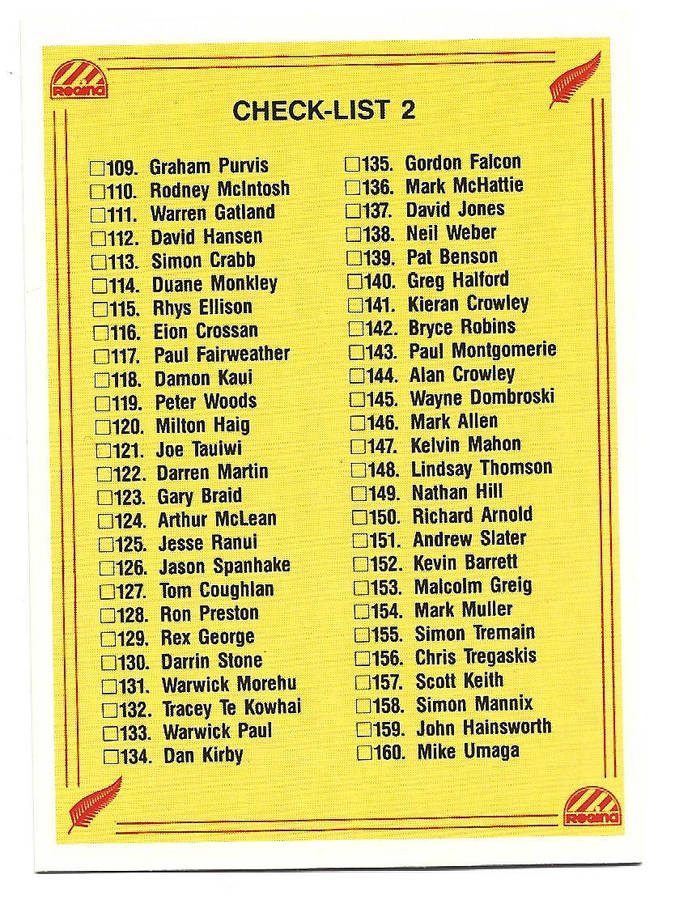 Regina
CHECK-LIST 2
109. Graham Purvis
110. Rodney McIntosh
111. Warren Gatland
112. David Hansen
113. Simon Crabb
114. Duane Monkley
115. Rhys Ellison
116. Eion Crossan
117. Paul Fairweather
118. Damon Kaui
119. Peter Woods
120. Milton Haig
121. Joe Tauiwi
122. Darren Martin
123. Gary Braid
124. Arthur McLean
125. Jesse Ranui
126. Jason Spanhake
127. Tom Coughlan
128. Ron Preston
129. Rex George
130. Darrin Stone
131. Warwick Morehu
132. Tracey Te Kowhai
133. Warwick Paul
134. Dan Kirby
135. Gordon Falcon
136. Mark McHattie
137. David Jones
138. Neil Weber
139. Pat Benson
140. Greg Halford
141. Kieran Crowley
142. Bryce Robins
143. Paul Montgomerie
144. Alan Crowley
145. Wayne Dombroski
146. Mark Allen
147. Kelvin Mahon
148. Lindsay Thomson
149. Nathan Hill
150. Richard Arnold
151. Andrew Slater
152. Kevin Barrett
153. Malcolm Greig
154. Mark Muller
155. Simon Tremain
156. Chris Tregaskis
157. Scott Keith
158. Simon Mannix
159. John Hainsworth
160. Mike Umaga
Regina